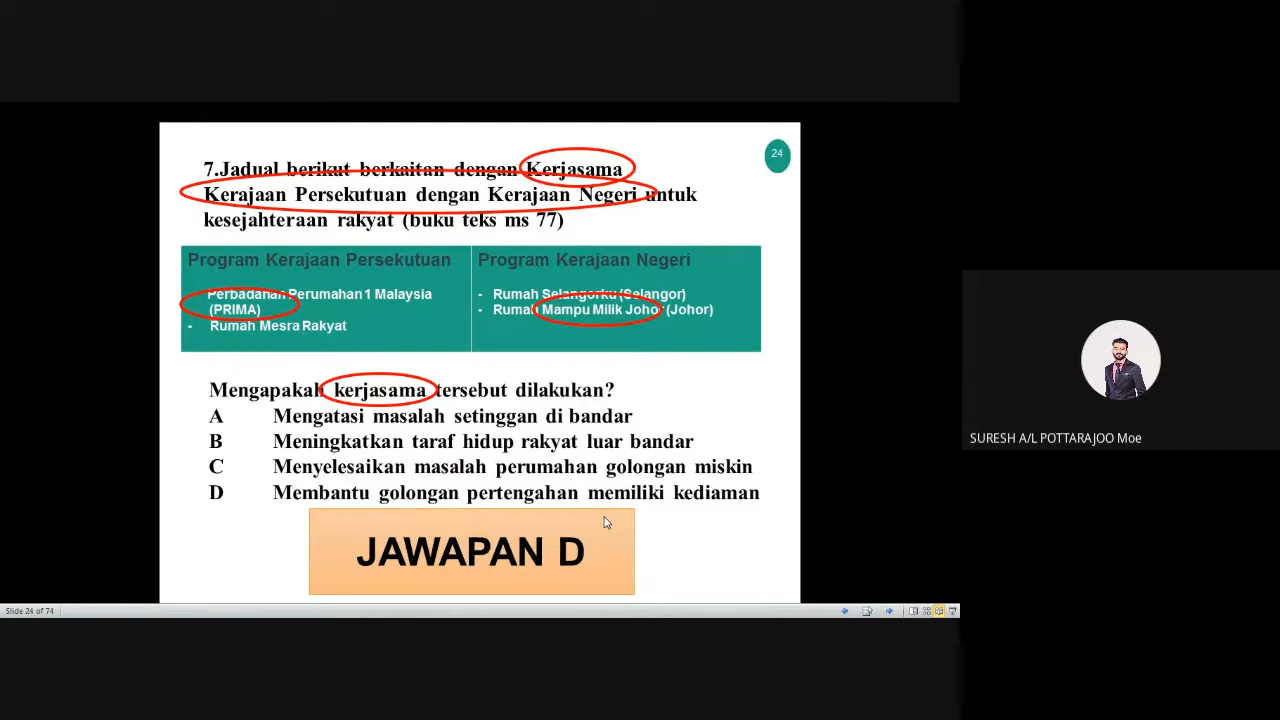 24
7.Jadual berikut berkaitan dengan Kerjasama
Kerajaan Persekutuan dengan Kerajaan Negeri untuk
kesejahteraan rakyat (buku teks ms 77)
Program Kerajaan Persekutuan
Perbadanan Perumahan 1 Malaysia
(PRIMA)
- Rumah Mesra Rakyat
Program Kerajaan Negeri
- Rumah Selangorku (Selangor)
- Rumah Mampu Milik Johor (Johor)
Mengapakah kerjasama tersebut dilakukan?
A Mengatasi masalah setinggan di bandar
B Meningkatkan taraf hidup rakyat luar bandar
C Menyelesaikan masalah perumahan golongan miskin
D Membantu golongan pertengahan memiliki kediaman
JAWAPAN D
Slide 24 of 74
SURESH A/L POTTARAJOO Moe